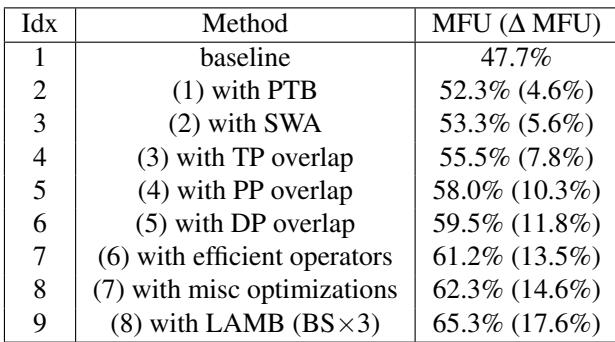 Idx Method MFU (Δ MFU)
1 baseline 47.7%
2 (1) with PTB 52.3% (4.6%)
3 (2) with SWA 53.3% (5.6%)
4 (3) with TP overlap 55.5% (7.8%)
5 (4) with PP overlap 58.0% (10.3%)
6 (5) with DP overlap 59.5% (11.8%)
7 (6) with efficient operators 61.2% (13.5%)
8 (7) with misc optimizations 62.3% (14.6%)
9 (8) with LAMB (BS×3) 65.3% (17.6%)